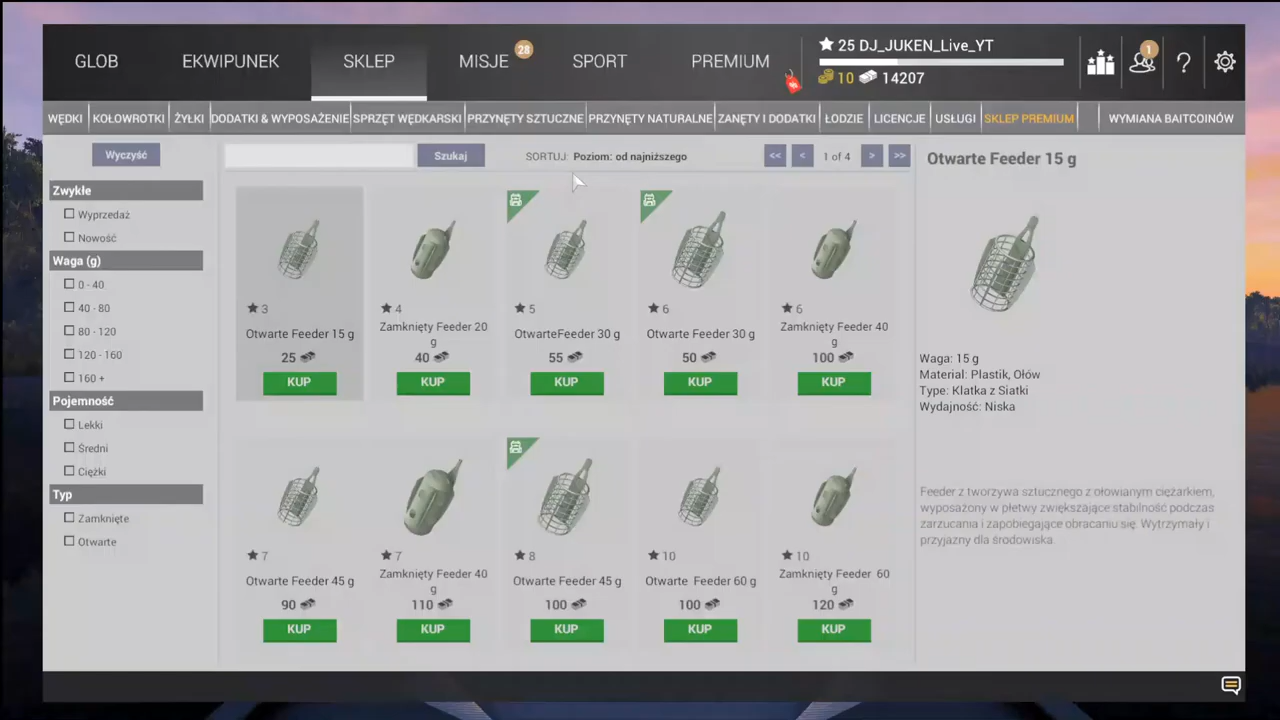 GLOB
EKWIPUNEK
SKLEP
MISJE
28
SPORT
PREMIUM
25 DJ_JUKEN_Live_YT
10 14207
1
?
WĘDKI
KOŁOWROTKI
ŻYŁKI
DODATKI & WYPOSAŻENIE
SPRZĘT WĘDKARSKI
PRZYNĘTY SZTUCZNE
PRZYNĘTY NATURALNE
ZANĘTY I DODATKI
ŁODZIE
LICENCJE
USŁUGI
SKLEP PREMIUM
WYMIANA BAITCOINÓW
Wyczyść
Szukaj
SORTUJ: Poziom: od najniższego
<< < 1 of 4 > >>
Zwykłe
Wyprzedaż
Nowość
Waga (g)
0 - 40
40 - 80
80 - 120
120 - 160
160 +
Pojemność
Lekki
Średni
Ciężki
Typ
Zamknięte
Otwarte
3
Otwarte Feeder 15 g
25
KUP
4
Zamknięty Feeder 20
g
40
KUP
5
OtwarteFeeder 30 g
55
KUP
6
Otwarte Feeder 30 g
50
KUP
6
Zamknięty Feeder 40
g
100
KUP
7
Otwarte Feeder 45 g
90
KUP
7
Zamknięty Feeder 40
g
110
KUP
8
Otwarte Feeder 45 g
100
KUP
10
Otwarte Feeder 60 g
100
KUP
10
Zamknięty Feeder 60
g
120
KUP
Otwarte Feeder 15 g
Waga: 15 g
Materiał: Plastik, Ołów
Type: Klatka z Siatki
Wydajność: Niska
Feeder z tworzywa sztucznego z ołowianym ciężarkiem,
wyposażony w płetwy zwiększające stabilność podczas
zarzucania i zapobiegające obracaniu się. Wytrzymały i
przyjazny dla środowiska.